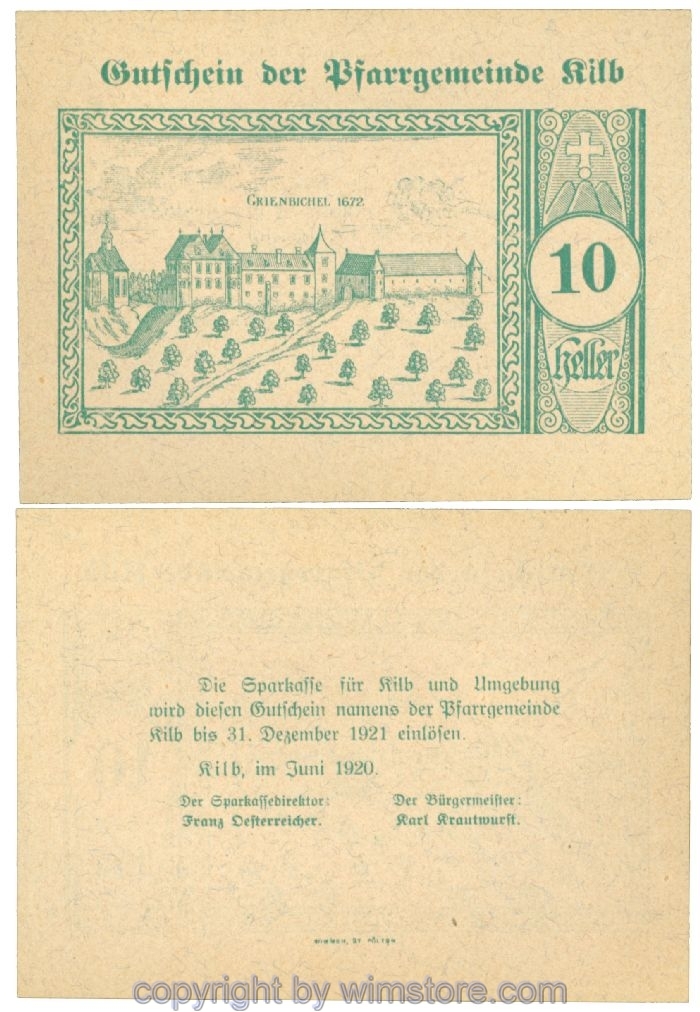 Gutschein der Pfarrgemeinde Kilb
GRIENBICHEL 1672
10
Heller
Die Sparkasse für Kilb und Umgebung
wird diesen Gutschein namens der Pfarrgemeinde
Kilb bis 31. Dezember 1921 einlösen.
Kilb, im Juni 1920.
Der Sparkassedirektor:
Franz Oesterreicher.
Der Bürgermeister:
Karl Krautwurst.
ST. PÖLTEN
copyright by wimstore.com